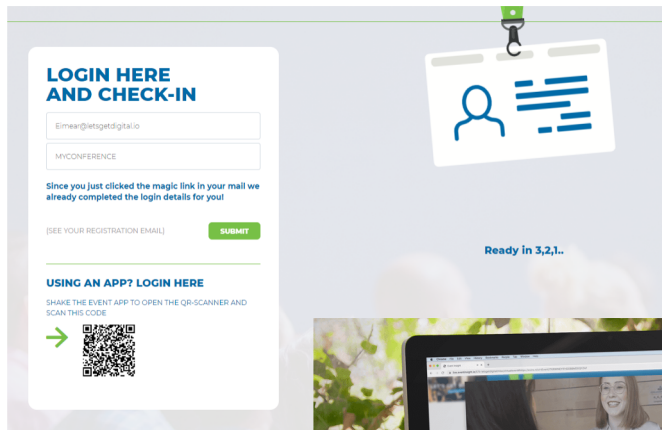 LOGIN HERE
AND CHECK-IN
Eimear@letsgetdigital.io
MYCONFERENCE
Since you just clicked the magic link in your mail we
already completed the login details for you!
[SEE YOUR REGISTRATION EMAIL]
SUBMIT
USING AN APP? LOGIN HERE
SHAKE THE EVENT APP TO OPEN THE QR-SCANNER AND
SCAN THIS CODE
Ready in 3,2,1..